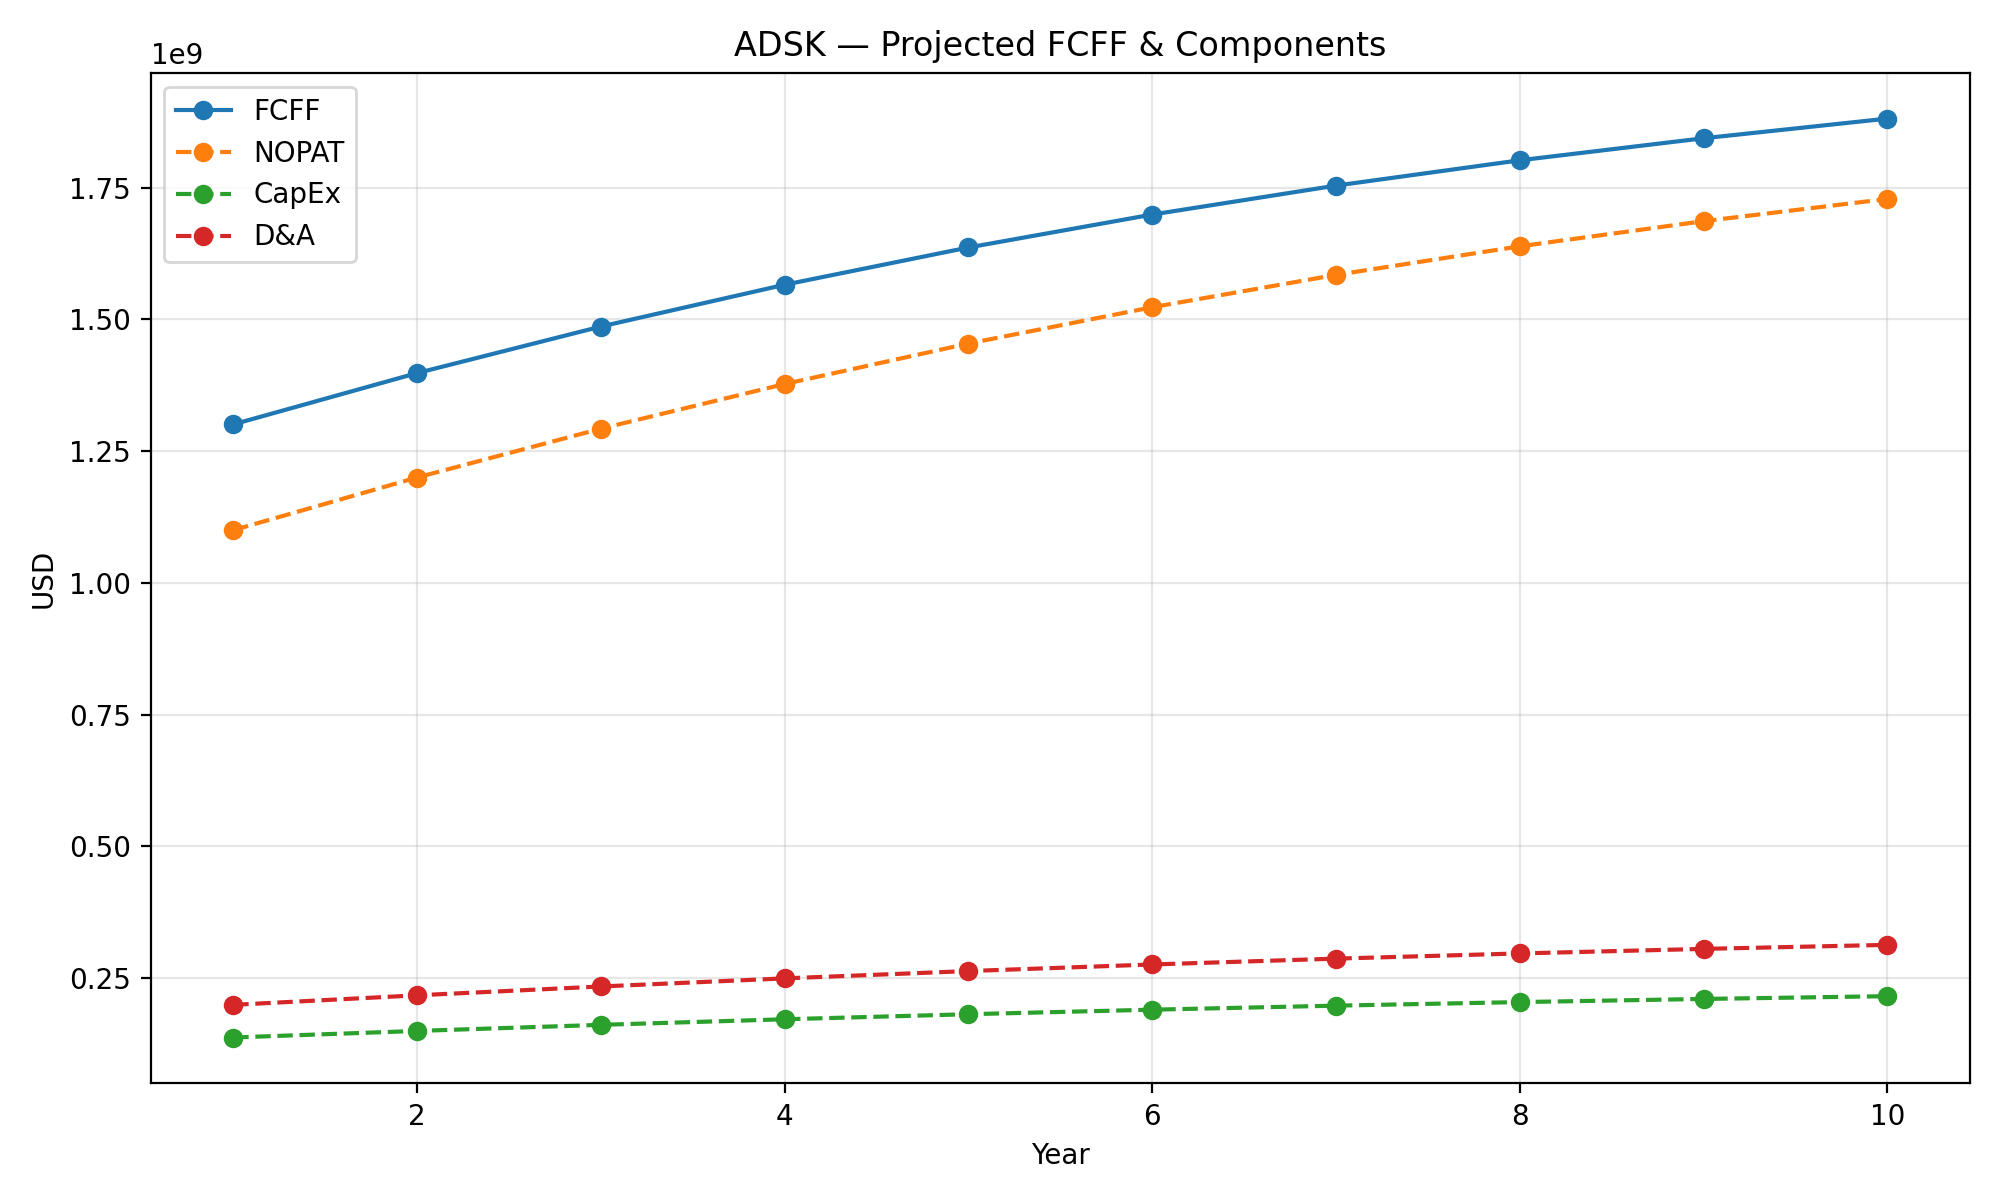 ADSK — Projected FCFF & Components
1e9
FCFF
NOPAT
CapEx
D&A
1.75
1.50
1.25
1.00
0.75
0.50
0.25
USD
2 4 6 8 10
Year